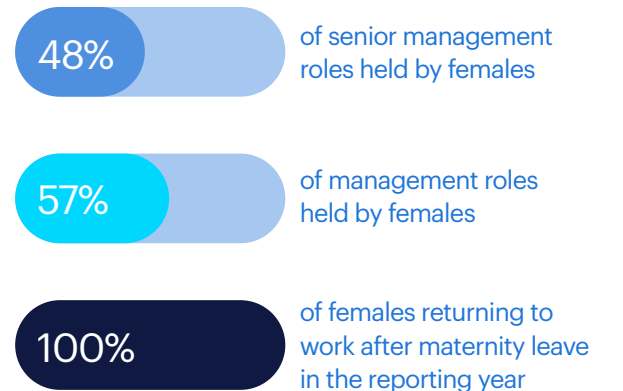 48%
of senior management
roles held by females
57%
of management roles
held by females
100%
of females returning to
work after maternity leave
in the reporting year